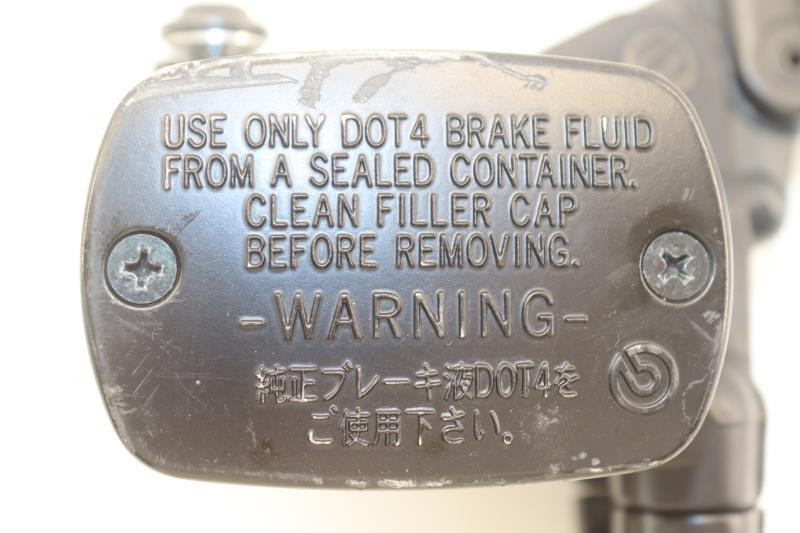 USE ONLY DOT4 BRAKE FLUID
FROM A SEALED CONTAINER.
CLEAN FILLER CAP
BEFORE REMOVING.
-WARNING-
純正ブレーキ液DOT4を
ご使用下さい。